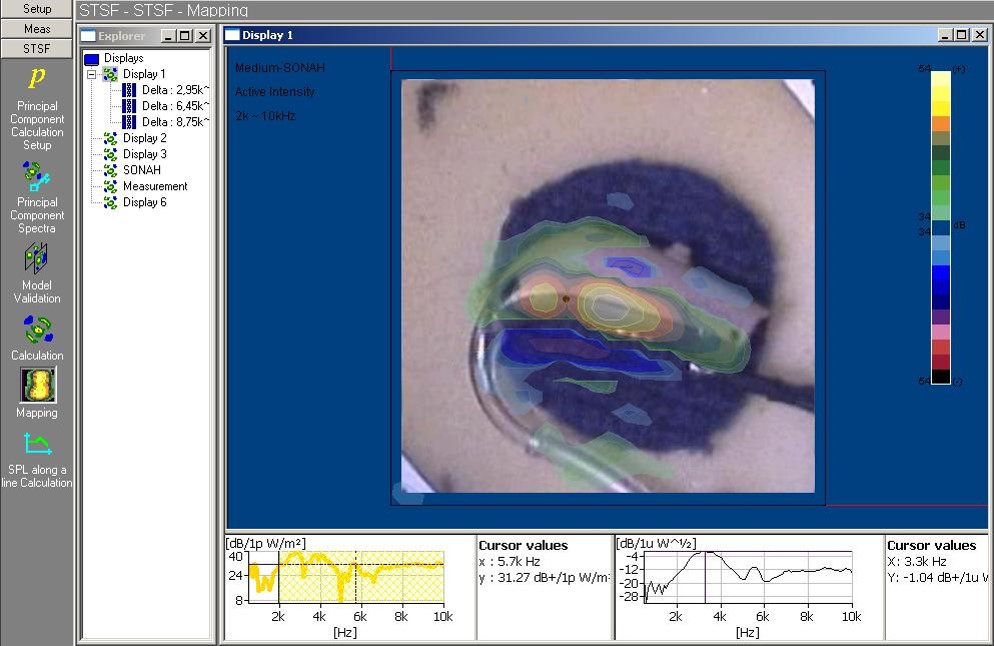 Setup
Meas
STSF
p
Principal
Component
Calculation
Setup
Principal
Component
Spectra
Model
Validation
Calculation
Mapping
SPL along a
line Calculation
STSF - STSF - Mapping
Explorer
Displays
Display 1
Delta : 2,95k~
Delta : 6,45k~
Delta : 8,75k~
Display 2
Display 3
SONAH
Measurement
Display 6
Display 1
Medium-SONAH
Active Intensity
2k - 10kHz
54 (+)
34
34 dB
54 (-)
[dB/1p W/m²]
40
24
8
2k 4k 6k 8k 10k
[Hz]
Cursor values
x : 5.7k Hz
y : 31.27 dB+/1p W/m
[dB/1u W^½]
-4
-12
-20
-28
2k 4k 6k 8k 10k
[Hz]
Cursor values
X: 3.3k Hz
Y: -1.04 dB+/1u W